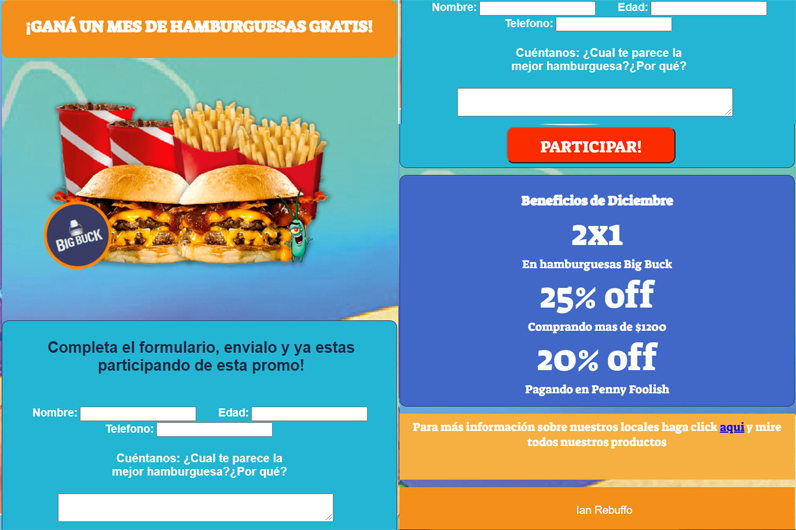 ¡GANÁ UN MES DE HAMBURGUESAS GRATIS!
BIG BUCK
Completa el formulario, envialo y ya estas
participando de esta promo!
Nombre:
Edad:
Telefono:
Cuéntanos: ¿Cual te parece la
mejor hamburguesa?¿Por qué?
Nombre:
Edad:
Telefono:
Cuéntanos: ¿Cual te parece la
mejor hamburguesa?¿Por qué?
PARTICIPAR!
Beneficios de Diciembre
2X1
En hamburguesas Big Buck
25% off
Comprando mas de $1200
20% off
Pagando en Penny Foolish
Para más información sobre nuestros locales haga click aqui y mire
todos nuestros productos
Ian Rebuffo